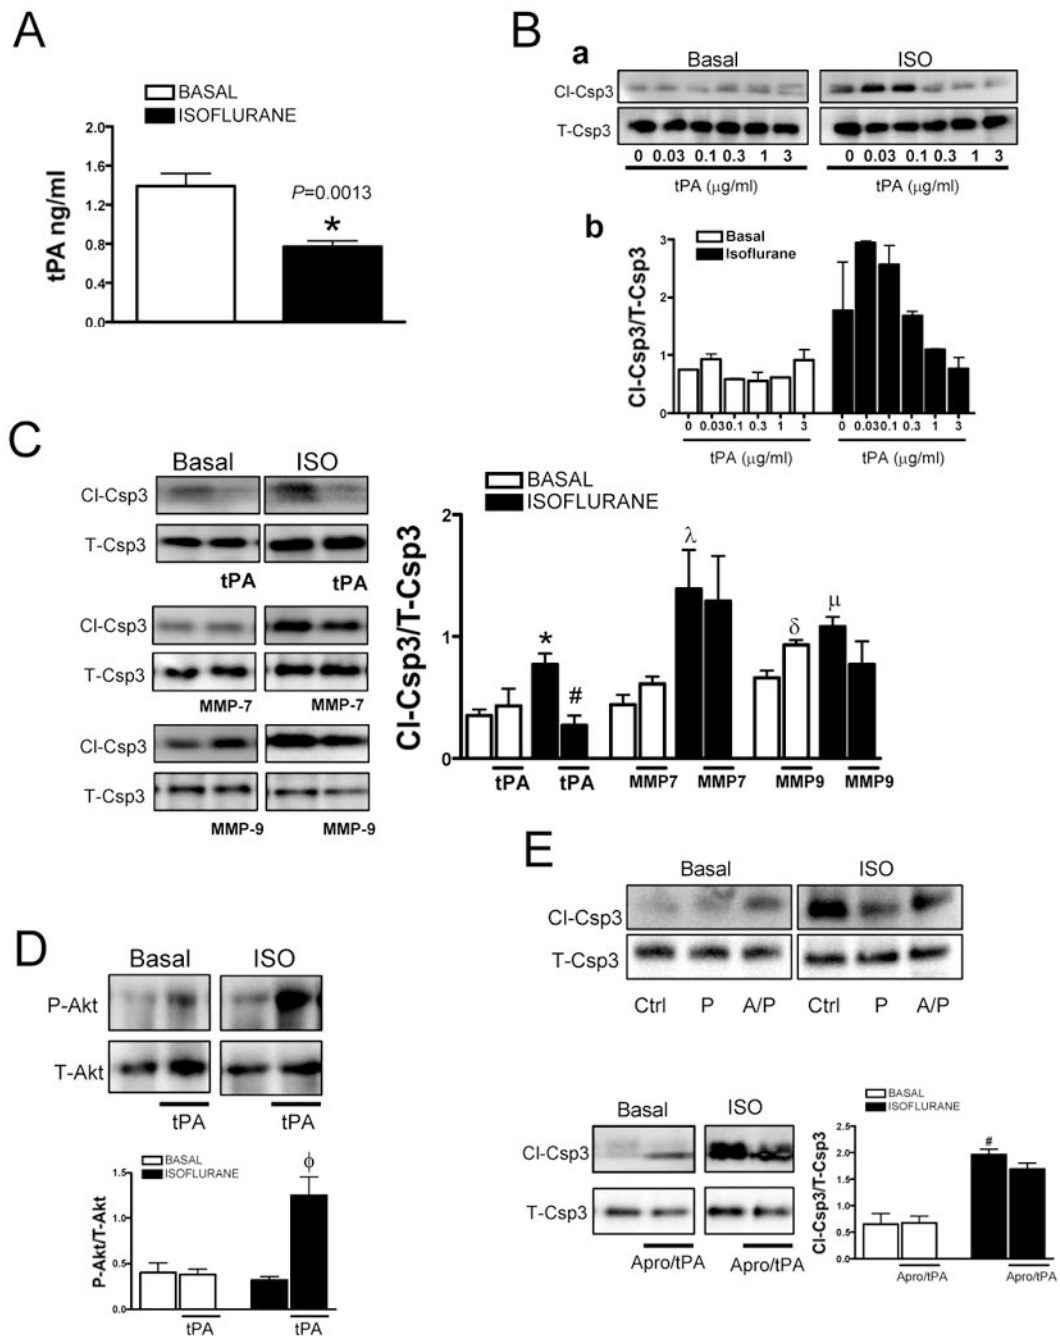 A
BASAL
ISOFLURANE
tPA ng/ml
2.0
1.6
1.2
0.8
0.4
0.0
P=0.0013
*
B
a
Basal ISO
Cl-Csp3
T-Csp3
0 0.03 0.1 0.3 1 3 0 0.03 0.1 0.3 1 3
tPA (μg/ml) tPA (μg/ml)
b
Basal
Isoflurane
Cl-Csp3/T-Csp3
3
2
1
0
0 0.03 0.1 0.3 1 3 0 0.03 0.1 0.3 1 3
tPA (μg/ml) tPA (μg/ml)
C
Basal ISO
Cl-Csp3
T-Csp3
tPA tPA
Cl-Csp3
T-Csp3
MMP-7 MMP-7
Cl-Csp3
T-Csp3
MMP-9 MMP-9
BASAL
ISOFLURANE
Cl-Csp3/T-Csp3
2
1
0
* # λ δ μ
tPA tPA MMP7 MMP7 MMP9 MMP9
D
Basal ISO
P-Akt
T-Akt
tPA tPA
BASAL
ISOFLURANE
P-Akt/T-Akt
1.5
1.0
0.5
0.0
ϕ
tPA tPA
E
Basal ISO
Cl-Csp3
T-Csp3
Ctrl P A/P Ctrl P A/P
Basal ISO
Cl-Csp3
T-Csp3
Apro/tPA Apro/tPA
BASAL
ISOFLURANE
Cl-Csp3/T-Csp3
2.5
2.0
1.5
1.0
0.5
0.0
#
Apro/tPA Apro/tPA